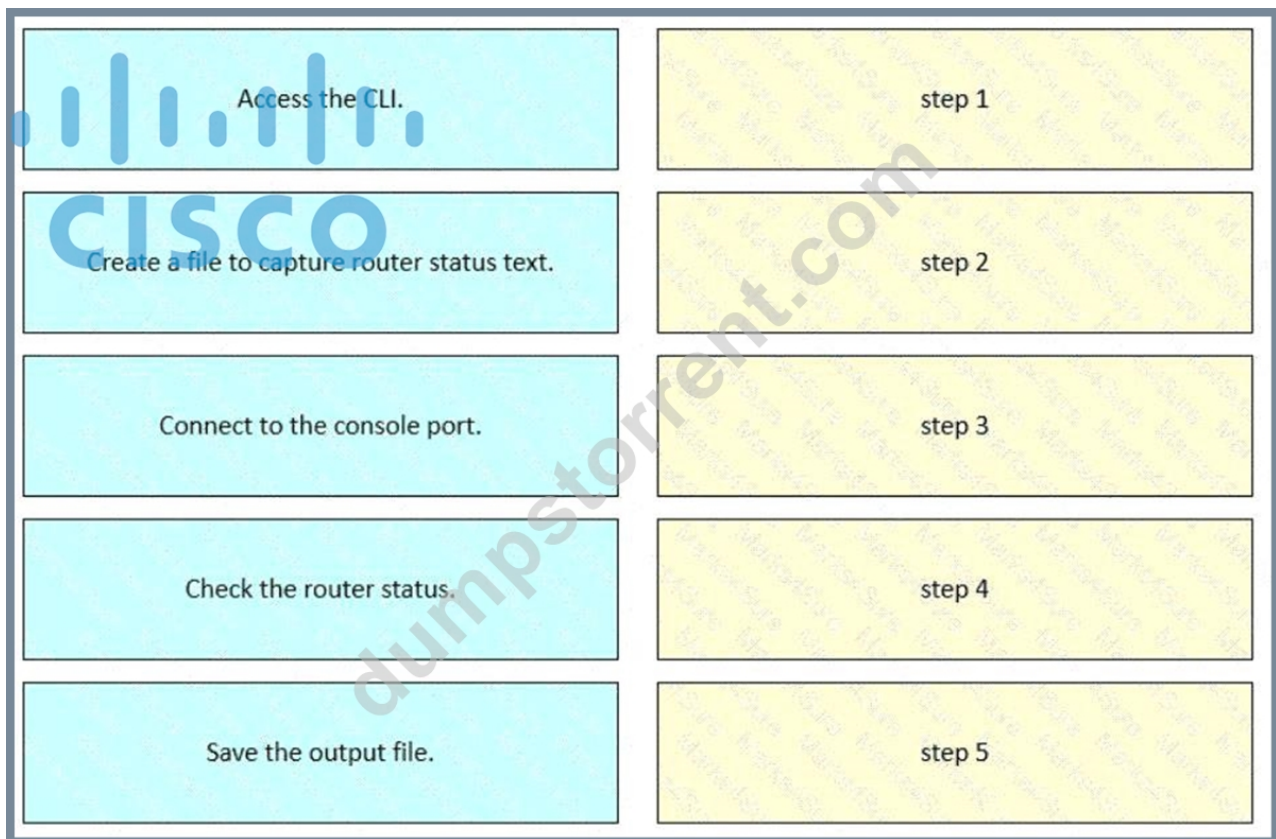 Access the CLI.
step 1
CISCO
Create a file to capture router status text.
step 2
Connect to the console port.
step 3
Check the router status.
step 4
Save the output file.
step 5
dumpstorrent.com